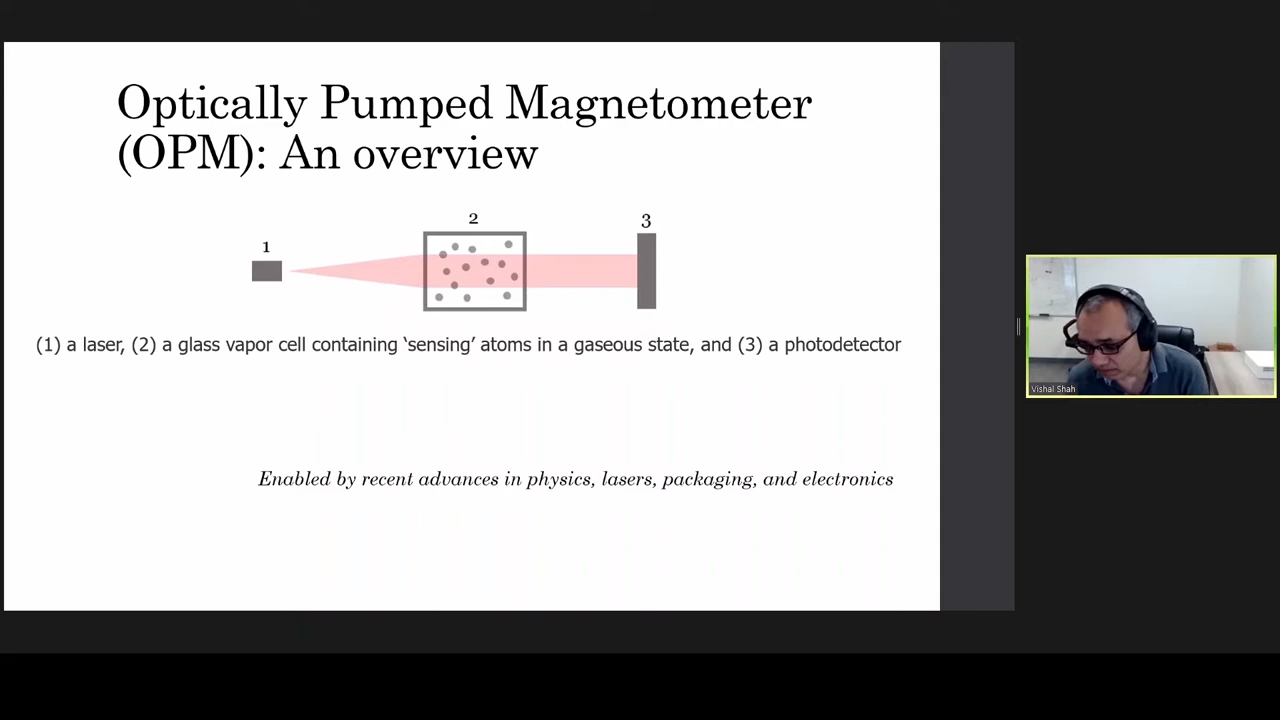 Optically Pumped Magnetometer
(OPM): An overview
1
2
3
(1) a laser, (2) a glass vapor cell containing ‘sensing’ atoms in a gaseous state, and (3) a photodetector
Enabled by recent advances in physics, lasers, packaging, and electronics
Vishal Shah